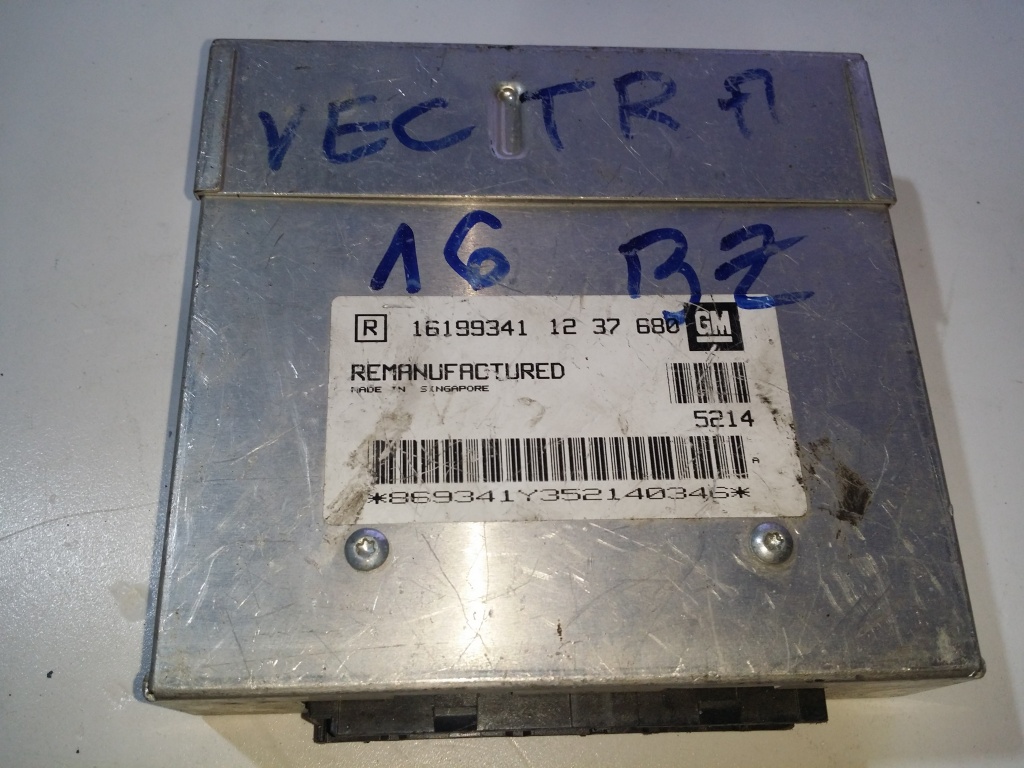 VECTRA
16 BZ
R 16199341 12 37 680 GM
REMANUFACTURED
MADE IN SINGAPORE
5214
A
*869341Y352140346*